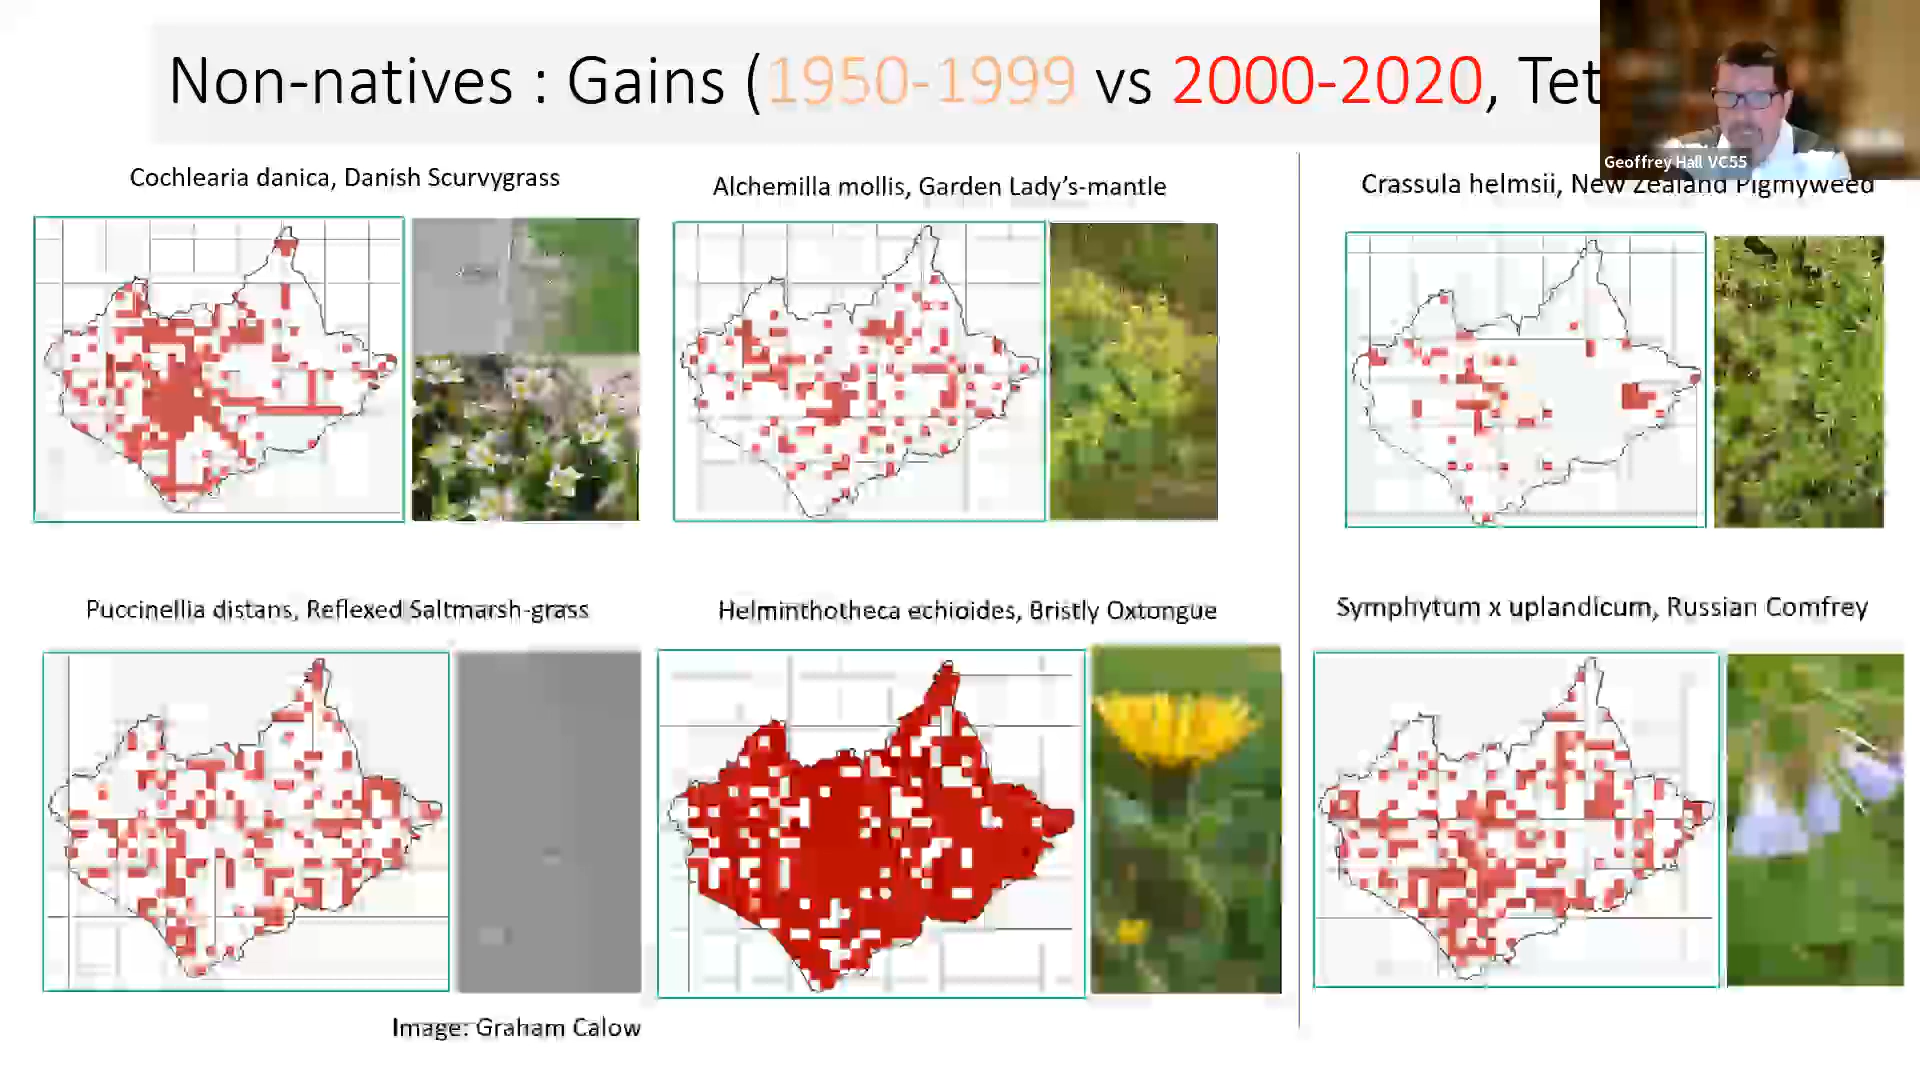 Non-natives : Gains (1950-1999 vs 2000-2020, Tet
Geoffrey Hall VC55
Cochlearia danica, Danish Scurvygrass
Alchemilla mollis, Garden Lady’s-mantle
Crassula helmsii, New Zealand Pigmyweed
Puccinellia distans, Reflexed Saltmarsh-grass
Helminthotheca echioides, Bristly Oxtongue
Symphytum x uplandicum, Russian Comfrey
Image: Graham Calow